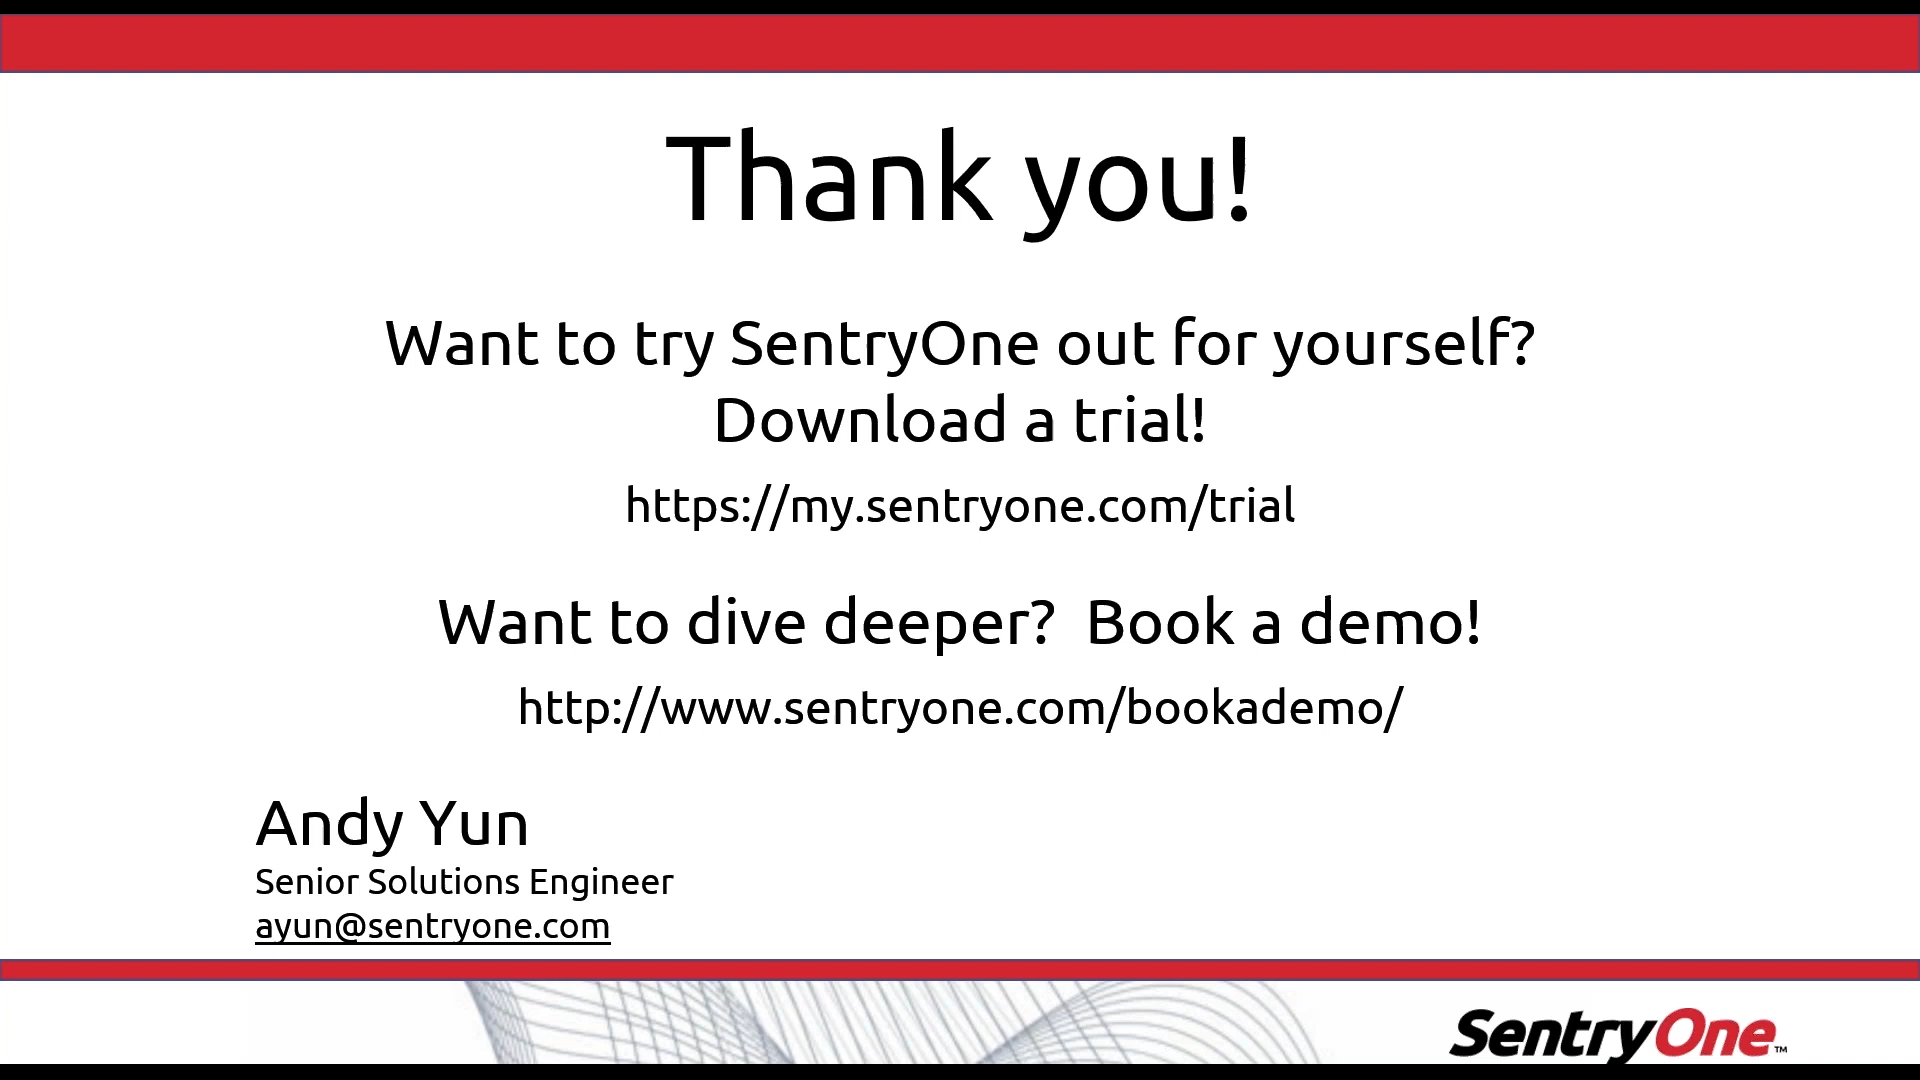 Thank you!
Want to try SentryOne out for yourself?
Download a trial!
https://my.sentryone.com/trial
Want to dive deeper?  Book a demo!
http://www.sentryone.com/bookademo/
Andy Yun
Senior Solutions Engineer
ayun@sentryone.com
SentryOne™